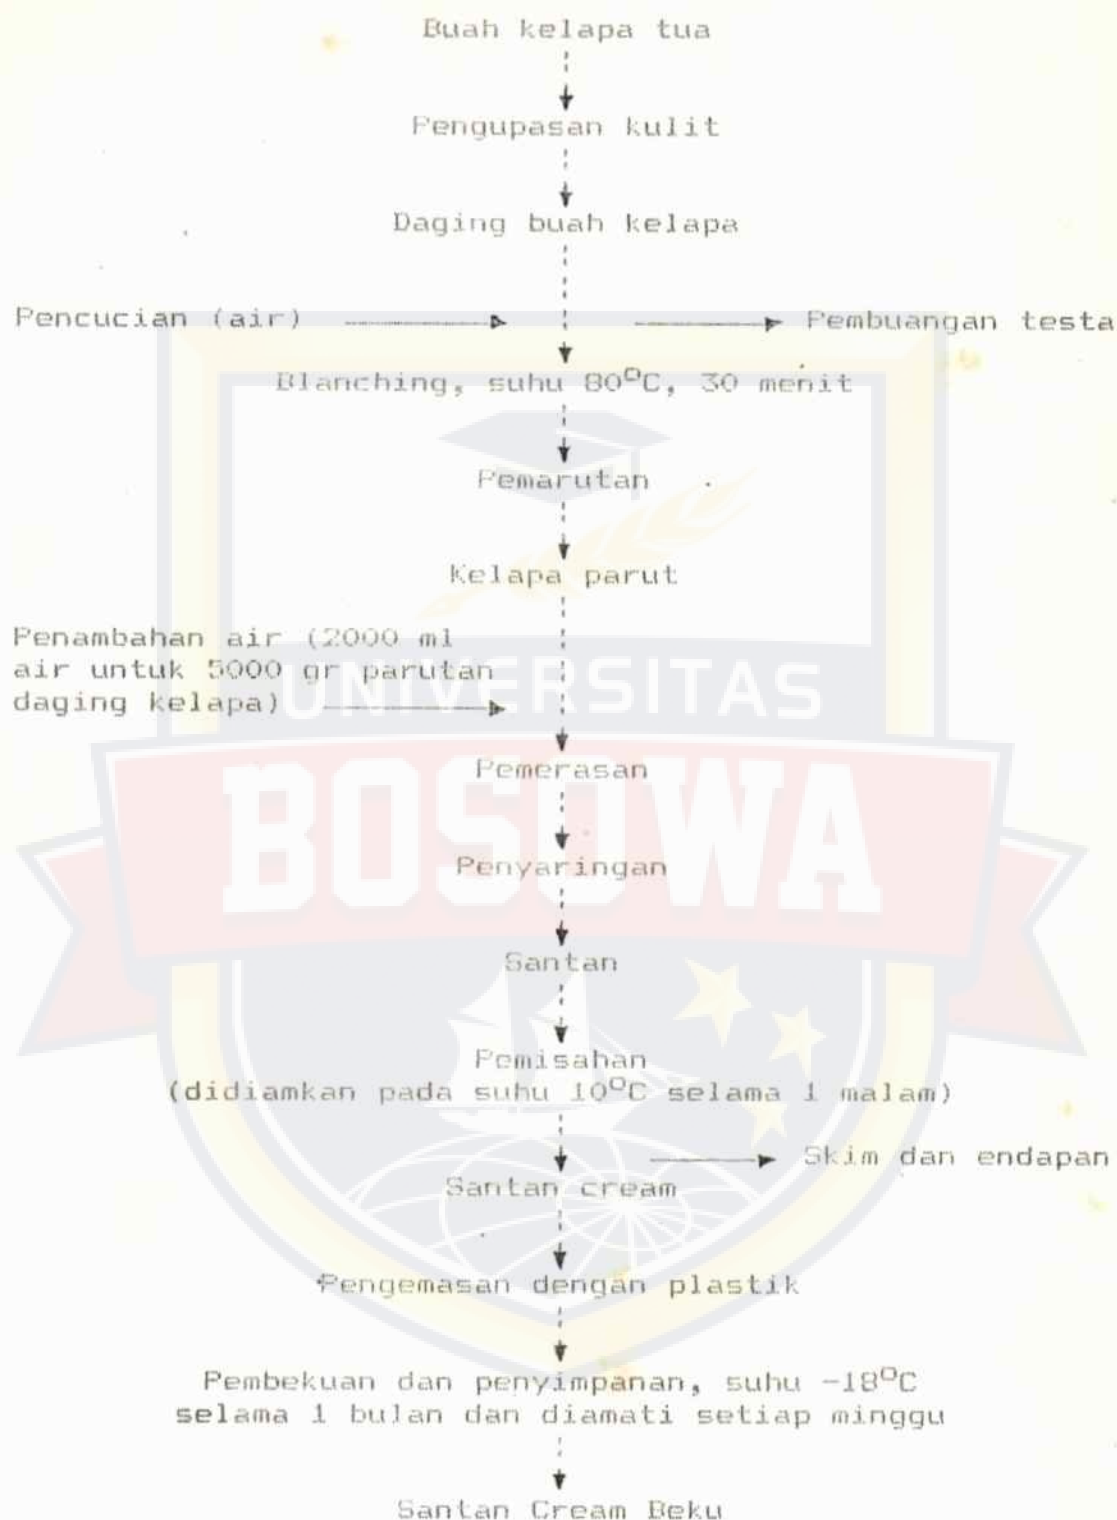 Buah kelapa tua
Pengupasan kulit
Daging buah kelapa
Pencucian (air)
Pembuangan testa
Blanching, suhu 80°C, 30 menit
Pemarutan
Kelapa parut
Penambahan air (2000 ml
air untuk 5000 gr parutan
daging kelapa)
UNIVERSITAS
BOSOWA
Pemerasan
Penyaringan
Santan
Pemisahan
(didiamkan pada suhu 10°C selama 1 malam)
Skim dan endapan
Santan cream
Pengemasan dengan plastik
Pembekuan dan penyimpanan, suhu -18°C
selama 1 bulan dan diamati setiap minggu
Santan Cream Beku